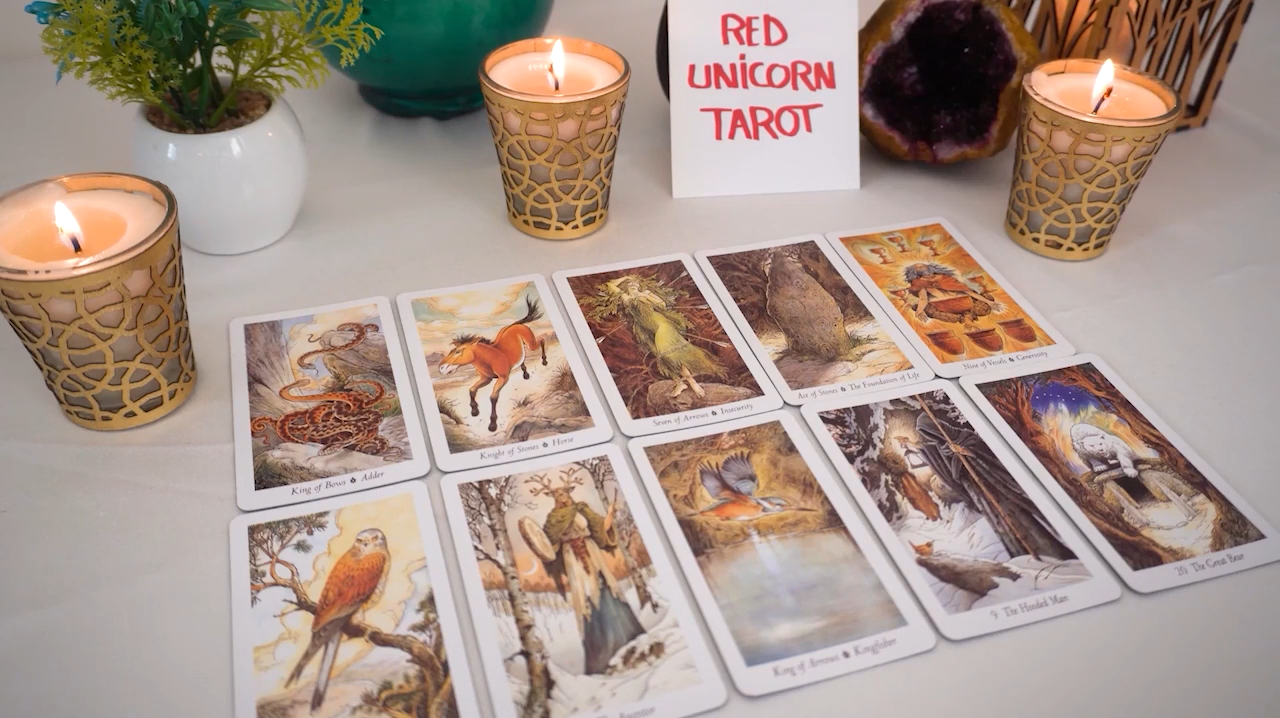 RED
UNiCORN
TAROT
King of Bows Adder
Knight of Stones Horse
Seven of Arrows Insecurity
Ace of Stones The Foundation of Life
Nine of Vessels Generosity
King of Arrows Kingfisher
9 The Hooded Man
20 The Great Bear